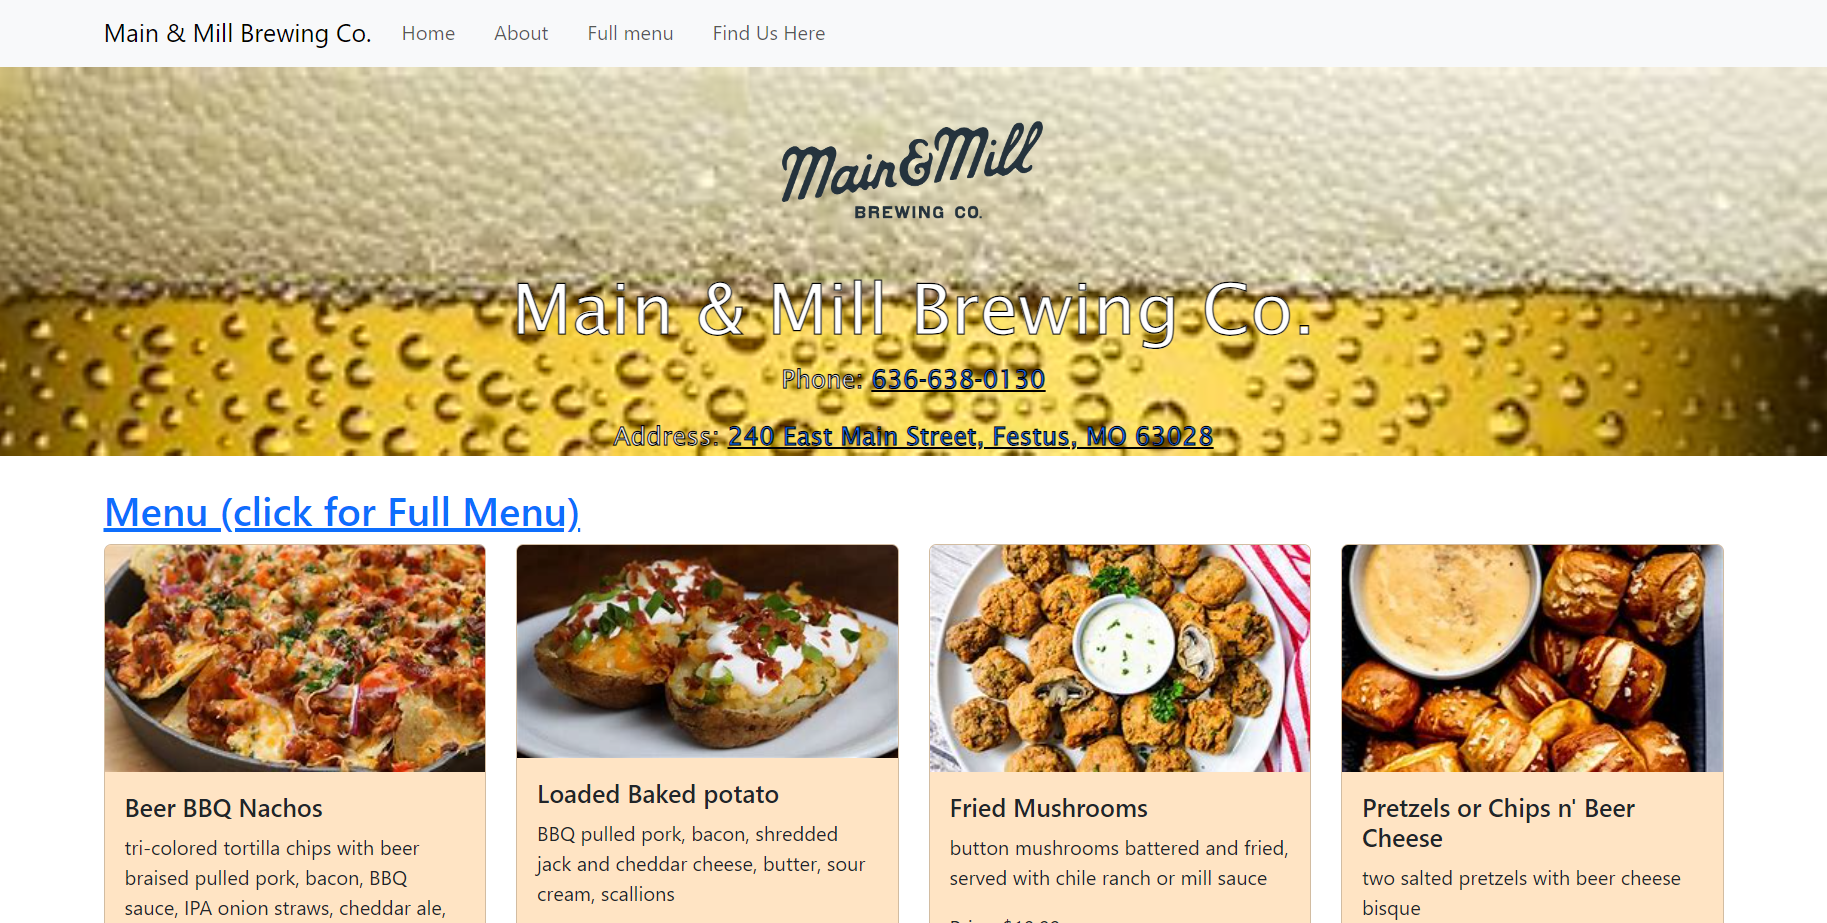 Main & Mill Brewing Co. Home About Full menu Find Us Here
Main & Mill
BREWING CO.
Main & Mill Brewing Co.
Phone: 636-638-0130
Address: 240 East Main Street, Festus, MO 63028
Menu (click for Full Menu)
Beer BBQ Nachos
tri-colored tortilla chips with beer
braised pulled pork, bacon, BBQ
sauce, IPA onion straws, cheddar ale,
Loaded Baked potato
BBQ pulled pork, bacon, shredded
jack and cheddar cheese, butter, sour
cream, scallions
Fried Mushrooms
button mushrooms battered and fried,
served with chile ranch or mill sauce
Pretzels or Chips n' Beer
Cheese
two salted pretzels with beer cheese
bisque